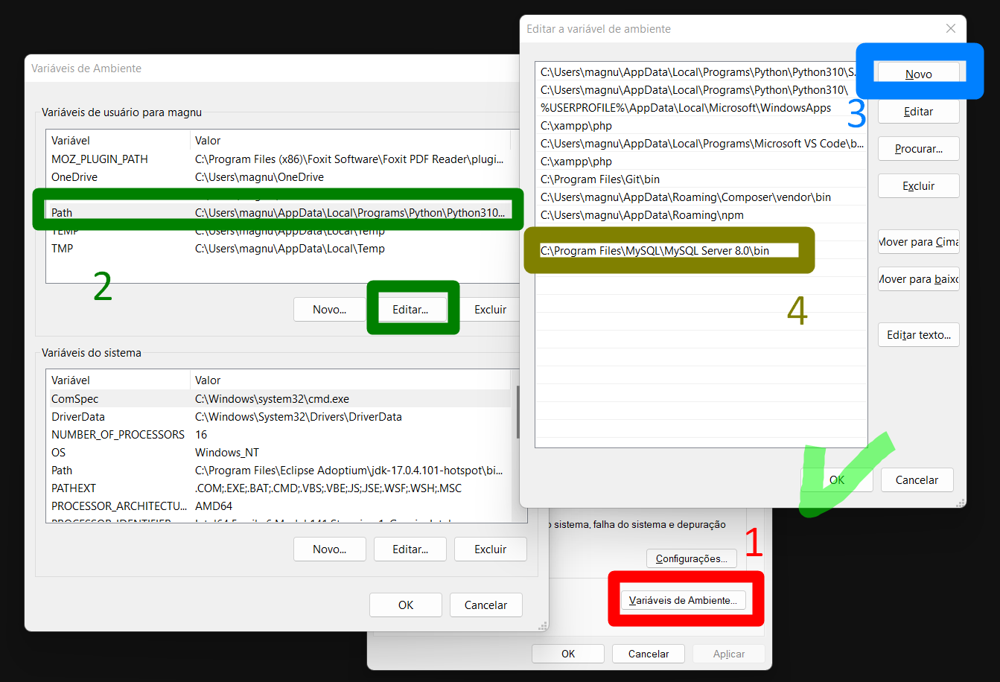 Variáveis de Ambiente
Variáveis de usuário para magnu
Variável Valor
MOZ_PLUGIN_PATH C:\Program Files (x86)\Foxit Software\Foxit PDF Reader\plugi...
OneDrive C:\Users\magnu\OneDrive
Path C:\Users\magnu\AppData\Local\Programs\Python\Python310...
TEMP C:\Users\magnu\AppData\Local\Temp
TMP C:\Users\magnu\AppData\Local\Temp
2
Novo... Editar... Excluir
Variáveis do sistema
Variável Valor
ComSpec C:\Windows\system32\cmd.exe
DriverData C:\Windows\System32\Drivers\DriverData
NUMBER_OF_PROCESSORS 16
OS Windows_NT
Path C:\Program Files\Eclipse Adoptium\jdk-17.0.4.101-hotspot\bi...
PATHEXT .COM;.EXE;.BAT;.CMD;.VBS;.VBE;.JS;.JSE;.WSF;.WSH;.MSC
PROCESSOR_ARCHITECTU... AMD64
Novo... Editar... Excluir
OK Cancelar
Editar a variável de ambiente
C:\Users\magnu\AppData\Local\Programs\Python\Python310\S...
C:\Users\magnu\AppData\Local\Programs\Python\Python310\
%USERPROFILE%\AppData\Local\Microsoft\WindowsApps
C:\xampp\php
C:\Users\magnu\AppData\Local\Programs\Microsoft VS Code\b...
C:\xampp\php
C:\Program Files\Git\bin
C:\Users\magnu\AppData\Roaming\Composer\vendor\bin
C:\Users\magnu\AppData\Roaming\npm
C:\Program Files\MySQL\MySQL Server 8.0\bin
4
Novo
3
Editar
Procurar...
Excluir
Mover para Cima
Mover para baixo
Editar texto...
OK Cancelar
o sistema, falha do sistema e depuração
1
Configurações...
Variáveis de Ambiente...
OK Cancelar Aplicar